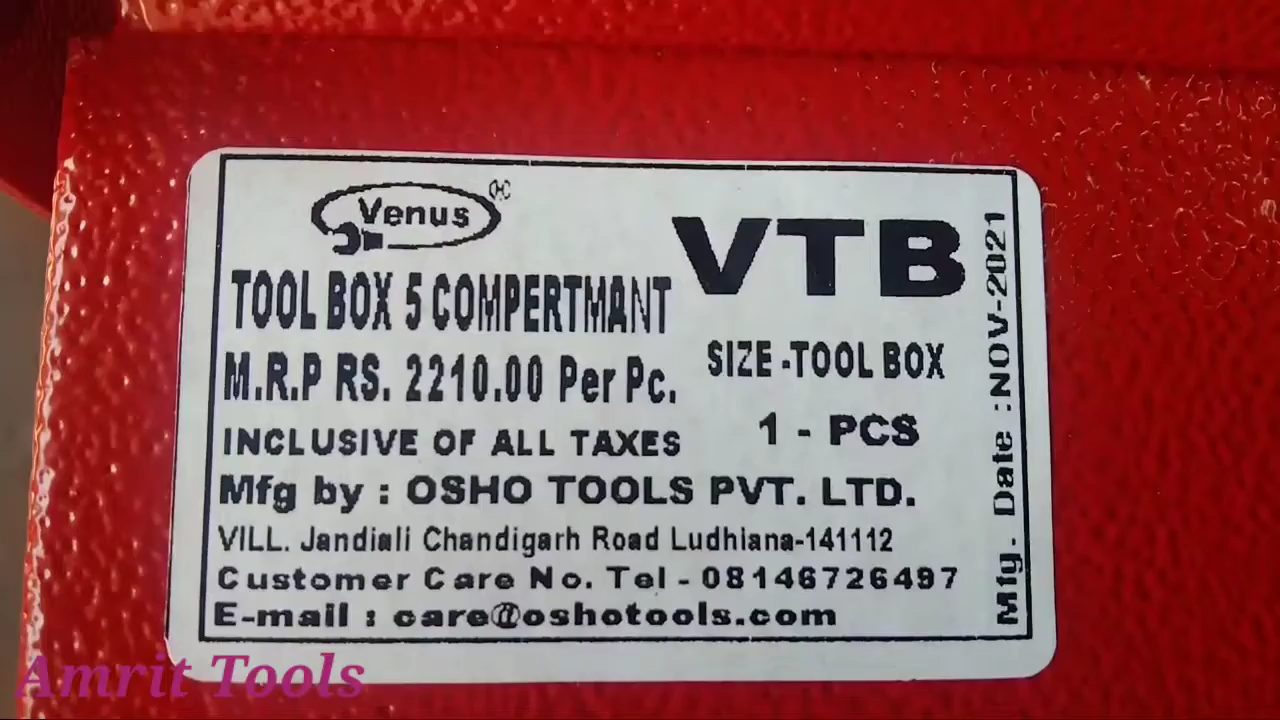 Venus
VTB
TOOL BOX 5 COMPERTMANT
M.R.P RS. 2210.00 Per Pc.
SIZE -TOOL BOX
INCLUSIVE OF ALL TAXES
1 - PCS
Mfg by : OSHO TOOLS PVT. LTD.
VILL. Jandiali Chandigarh Road Ludhiana-141112
Customer Care No. Tel - 08146726497
E-mail : care@oshotools.com
Mfg. Date :NOV-2021
Amrit Tools